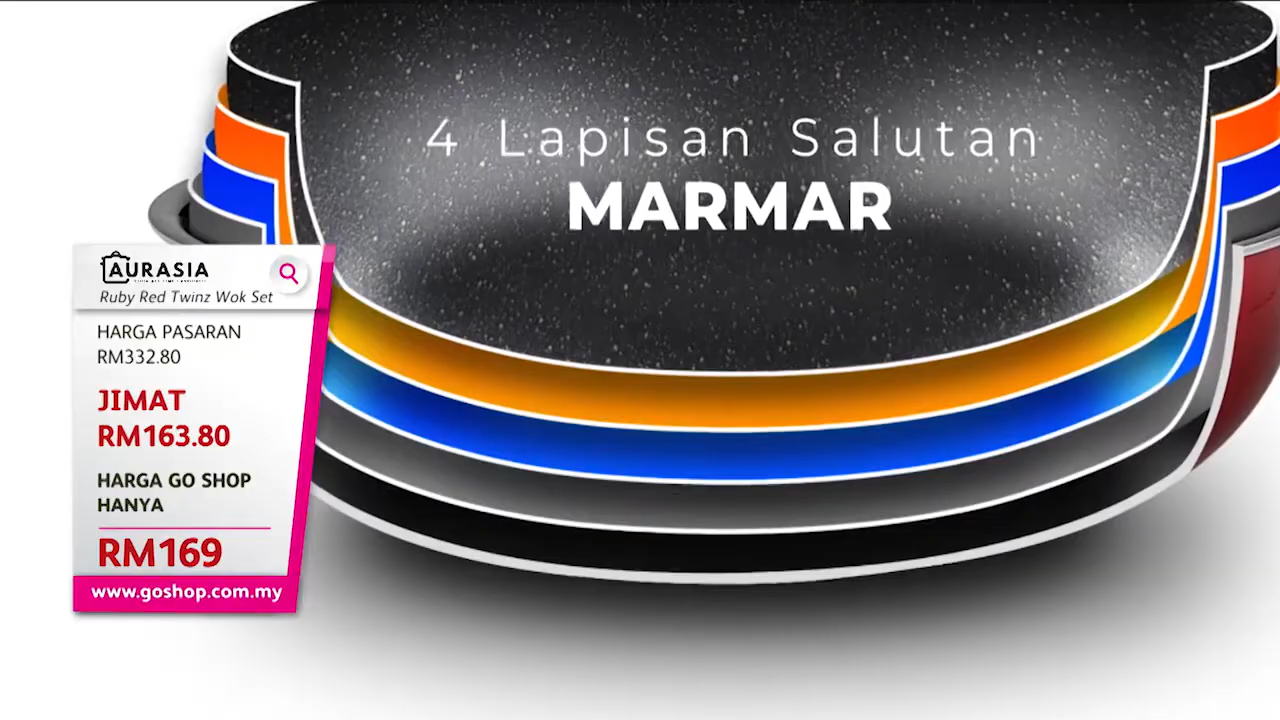 4 Lapisan Salutan
MARMAR
AURASIA
Ruby Red Twinz Wok Set
HARGA PASARAN
RM332.80
JIMAT
RM163.80
HARGA GO SHOP
HANYA
RM169
www.goshop.com.my